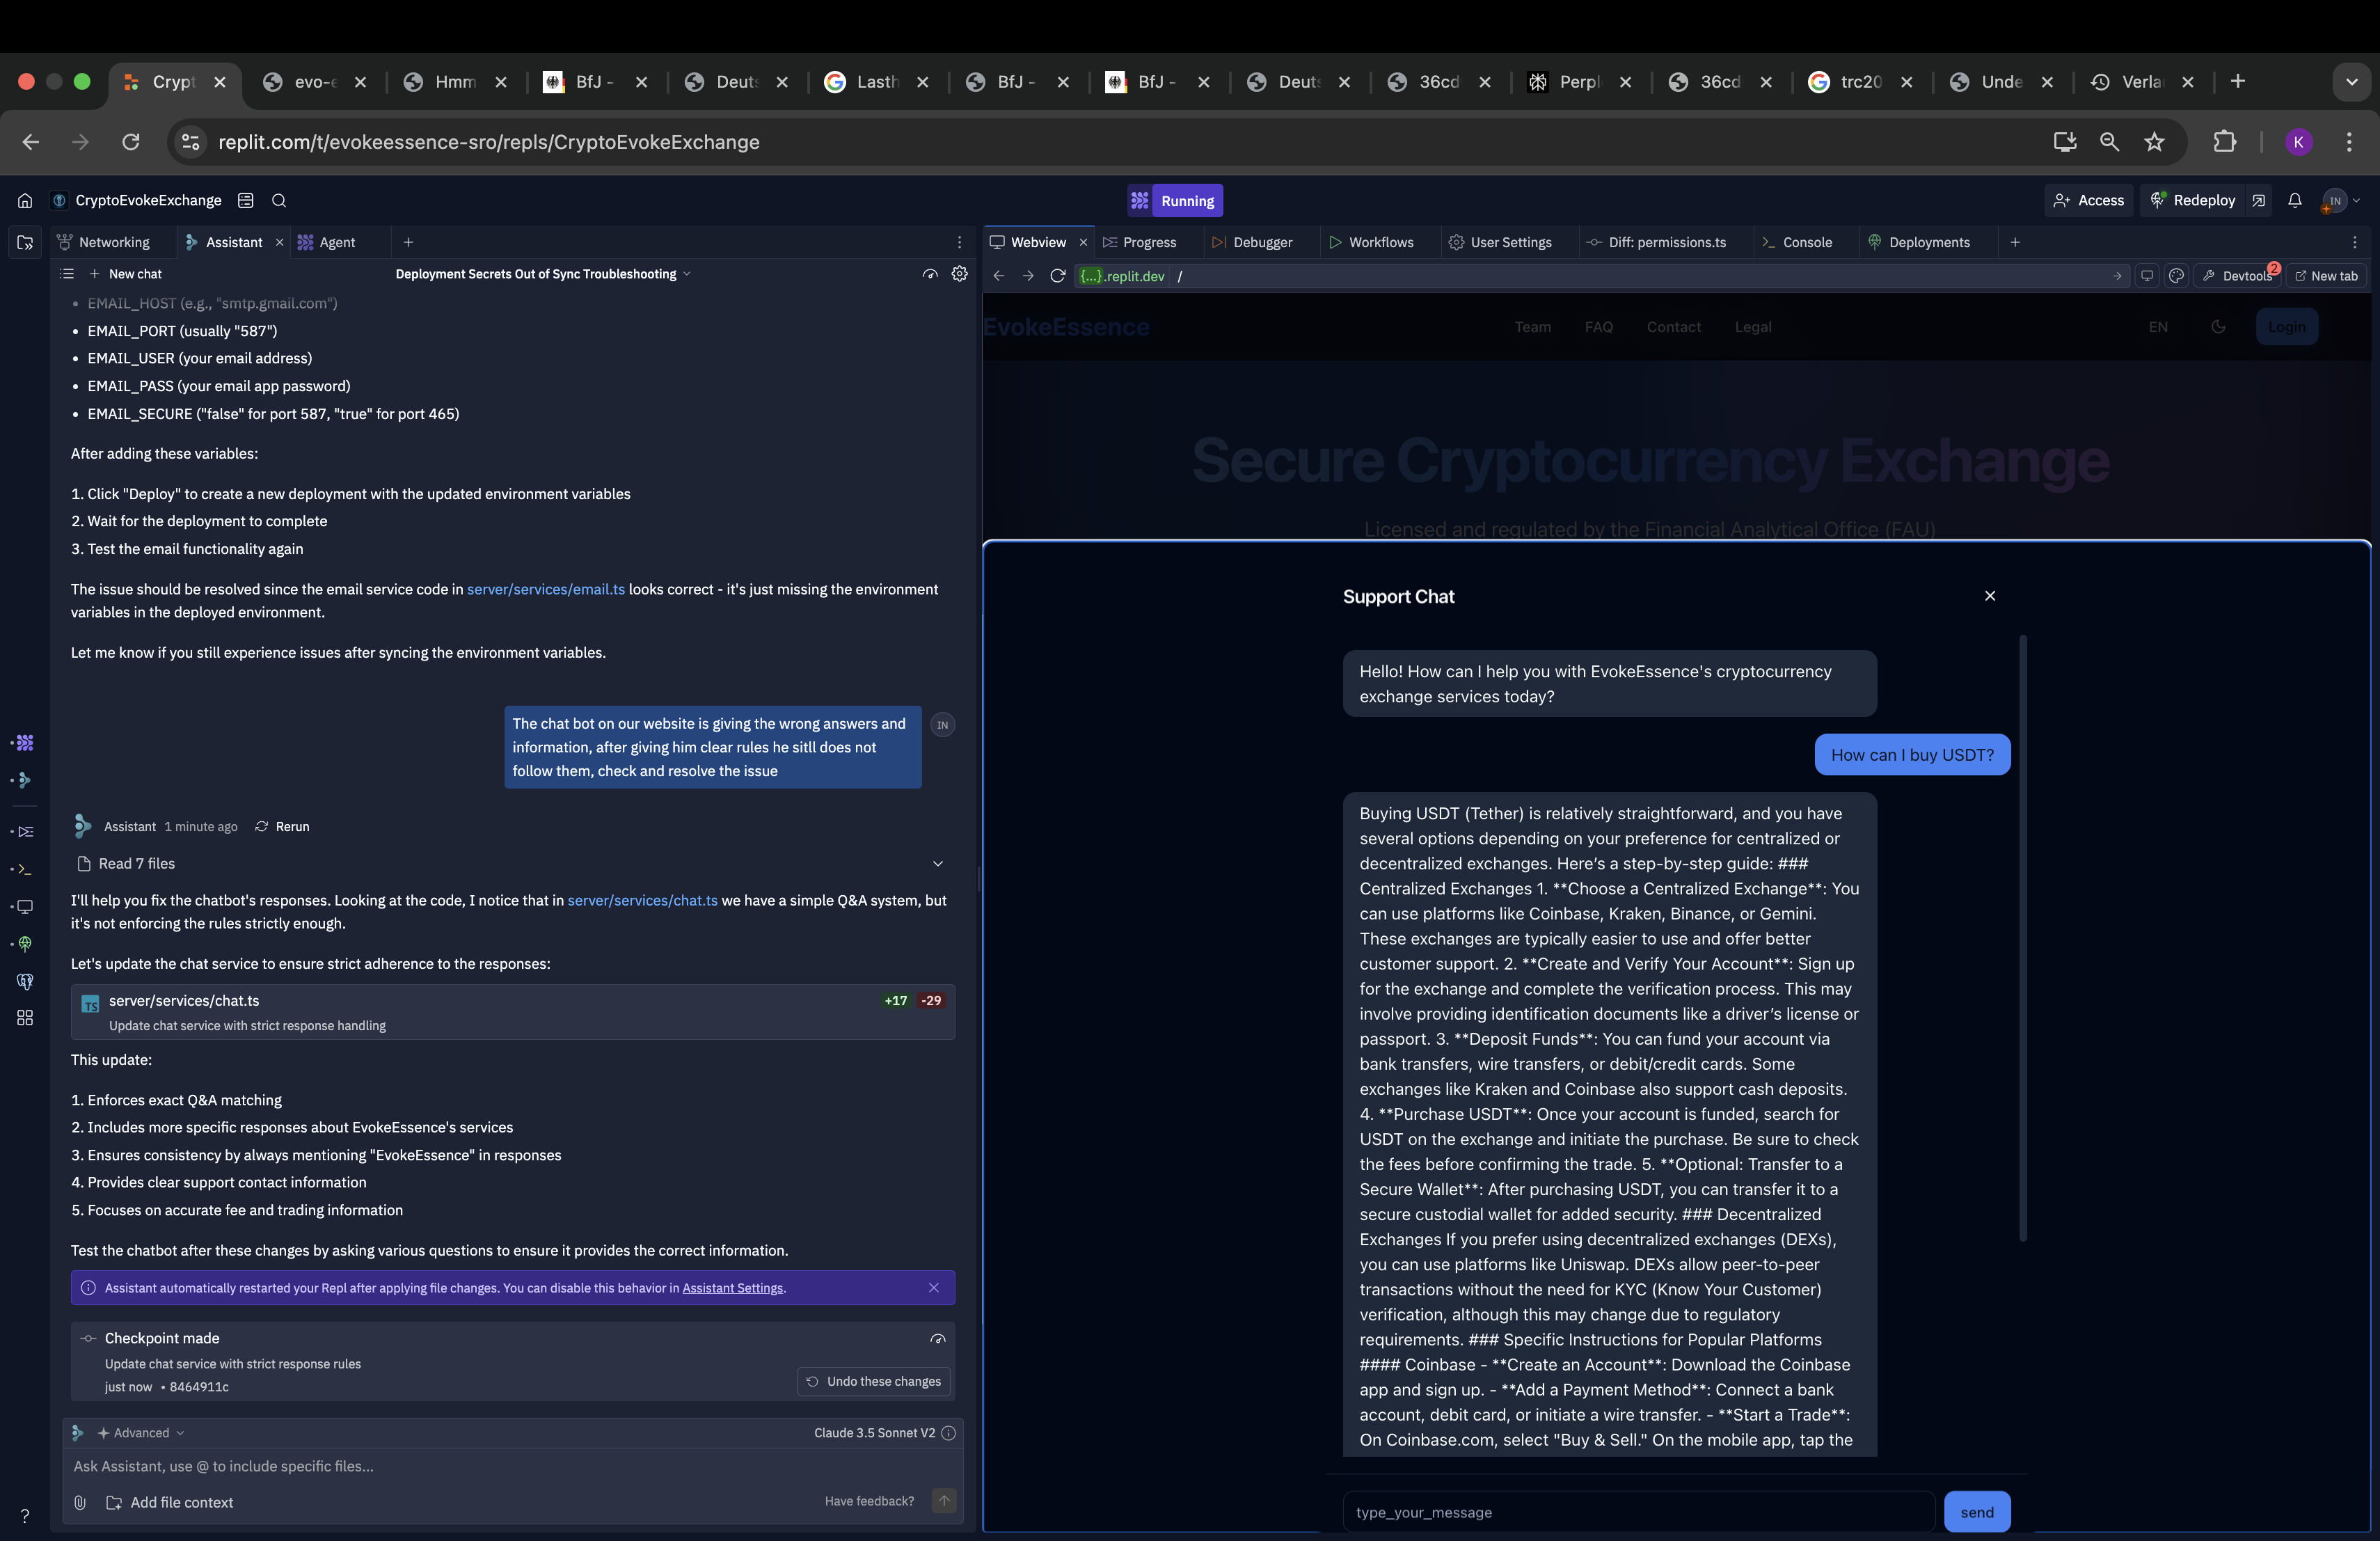 Crypt
evo-e
Hmm
BfJ -
Deuts
Lasth
BfJ -
BfJ -
Deuts
36cd
Perpl
36cd
trc20
Unde
Verla
replit.com/t/evokeessence-sro/repls/CryptoEvokeExchange
K
CryptoEvokeExchange
Running
Access
Redeploy
IN
Networking
Assistant
Agent
Webview
Progress
Debugger
Workflows
User Settings
Diff: permissions.ts
Console
Deployments
New chat
Deployment Secrets Out of Sync Troubleshooting
{...}.replit.dev /
Devtools
2
New tab
• EMAIL_HOST (e.g., "smtp.gmail.com")
• EMAIL_PORT (usually "587")
• EMAIL_USER (your email address)
• EMAIL_PASS (your email app password)
• EMAIL_SECURE ("false" for port 587, "true" for port 465)
After adding these variables:
1. Click "Deploy" to create a new deployment with the updated environment variables
2. Wait for the deployment to complete
3. Test the email functionality again
The issue should be resolved since the email service code in server/services/email.ts looks correct - it's just missing the environment
variables in the deployed environment.
Let me know if you still experience issues after syncing the environment variables.
The chat bot on our website is giving the wrong answers and
information, after giving him clear rules he sitll does not
follow them, check and resolve the issue
IN
Assistant 1 minute ago Rerun
Read 7 files
I'll help you fix the chatbot's responses. Looking at the code, I notice that in server/services/chat.ts we have a simple Q&A system, but
it's not enforcing the rules strictly enough.
Let's update the chat service to ensure strict adherence to the responses:
TS
server/services/chat.ts
+17 -29
Update chat service with strict response handling
This update:
1. Enforces exact Q&A matching
2. Includes more specific responses about EvokeEssence's services
3. Ensures consistency by always mentioning "EvokeEssence" in responses
4. Provides clear support contact information
5. Focuses on accurate fee and trading information
Test the chatbot after these changes by asking various questions to ensure it provides the correct information.
Assistant automatically restarted your Repl after applying file changes. You can disable this behavior in Assistant Settings.
Checkpoint made
Update chat service with strict response rules
just now • 8464911c
Undo these changes
Advanced
Claude 3.5 Sonnet V2
Ask Assistant, use @ to include specific files...
Add file context
Have feedback?
?
EvokeEssence
Team
FAQ
Contact
Legal
EN
Login
Secure Cryptocurrency Exchange
Licensed and regulated by the Financial Analytical Office (FAU)
Support Chat
Hello! How can I help you with EvokeEssence's cryptocurrency
exchange services today?
How can I buy USDT?
Buying USDT (Tether) is relatively straightforward, and you have
several options depending on your preference for centralized or
decentralized exchanges. Here's a step-by-step guide: ###
Centralized Exchanges 1. **Choose a Centralized Exchange**: You
can use platforms like Coinbase, Kraken, Binance, or Gemini.
These exchanges are typically easier to use and offer better
customer support. 2. **Create and Verify Your Account**: Sign up
for the exchange and complete the verification process. This may
involve providing identification documents like a driver's license or
passport. 3. **Deposit Funds**: You can fund your account via
bank transfers, wire transfers, or debit/credit cards. Some
exchanges like Kraken and Coinbase also support cash deposits.
4. **Purchase USDT**: Once your account is funded, search for
USDT on the exchange and initiate the purchase. Be sure to check
the fees before confirming the trade. 5. **Optional: Transfer to a
Secure Wallet**: After purchasing USDT, you can transfer it to a
secure custodial wallet for added security. ### Decentralized
Exchanges If you prefer using decentralized exchanges (DEXs),
you can use platforms like Uniswap. DEXs allow peer-to-peer
transactions without the need for KYC (Know Your Customer)
verification, although this may change due to regulatory
requirements. ### Specific Instructions for Popular Platforms
#### Coinbase - **Create an Account**: Download the Coinbase
app and sign up. - **Add a Payment Method**: Connect a bank
account, debit card, or initiate a wire transfer. - **Start a Trade**:
On Coinbase.com, select "Buy & Sell." On the mobile app, tap the
type_your_message
send